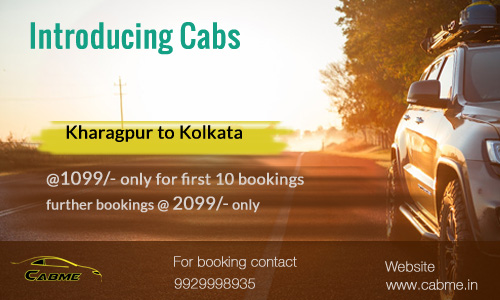 Introducing Cabs
Kharagpur to Kolkata
@1099/- only for first 10 bookings
further bookings @ 2099/- only
CABME
For booking contact
9929998935
Website
www.cabme.in